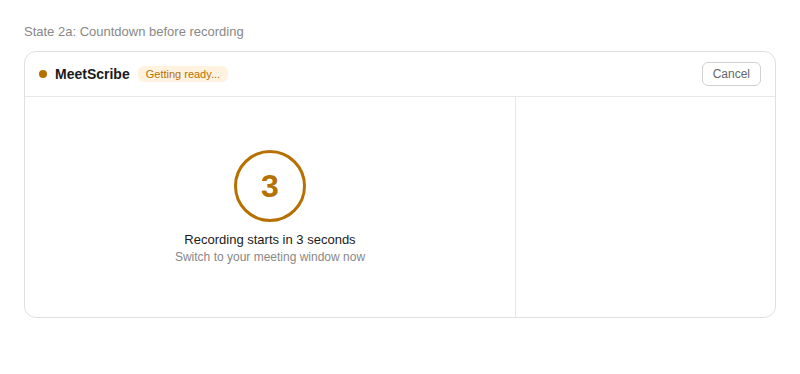 State 2a: Countdown before recording
MeetScribe Getting ready... Cancel
3
Recording starts in 3 seconds
Switch to your meeting window now